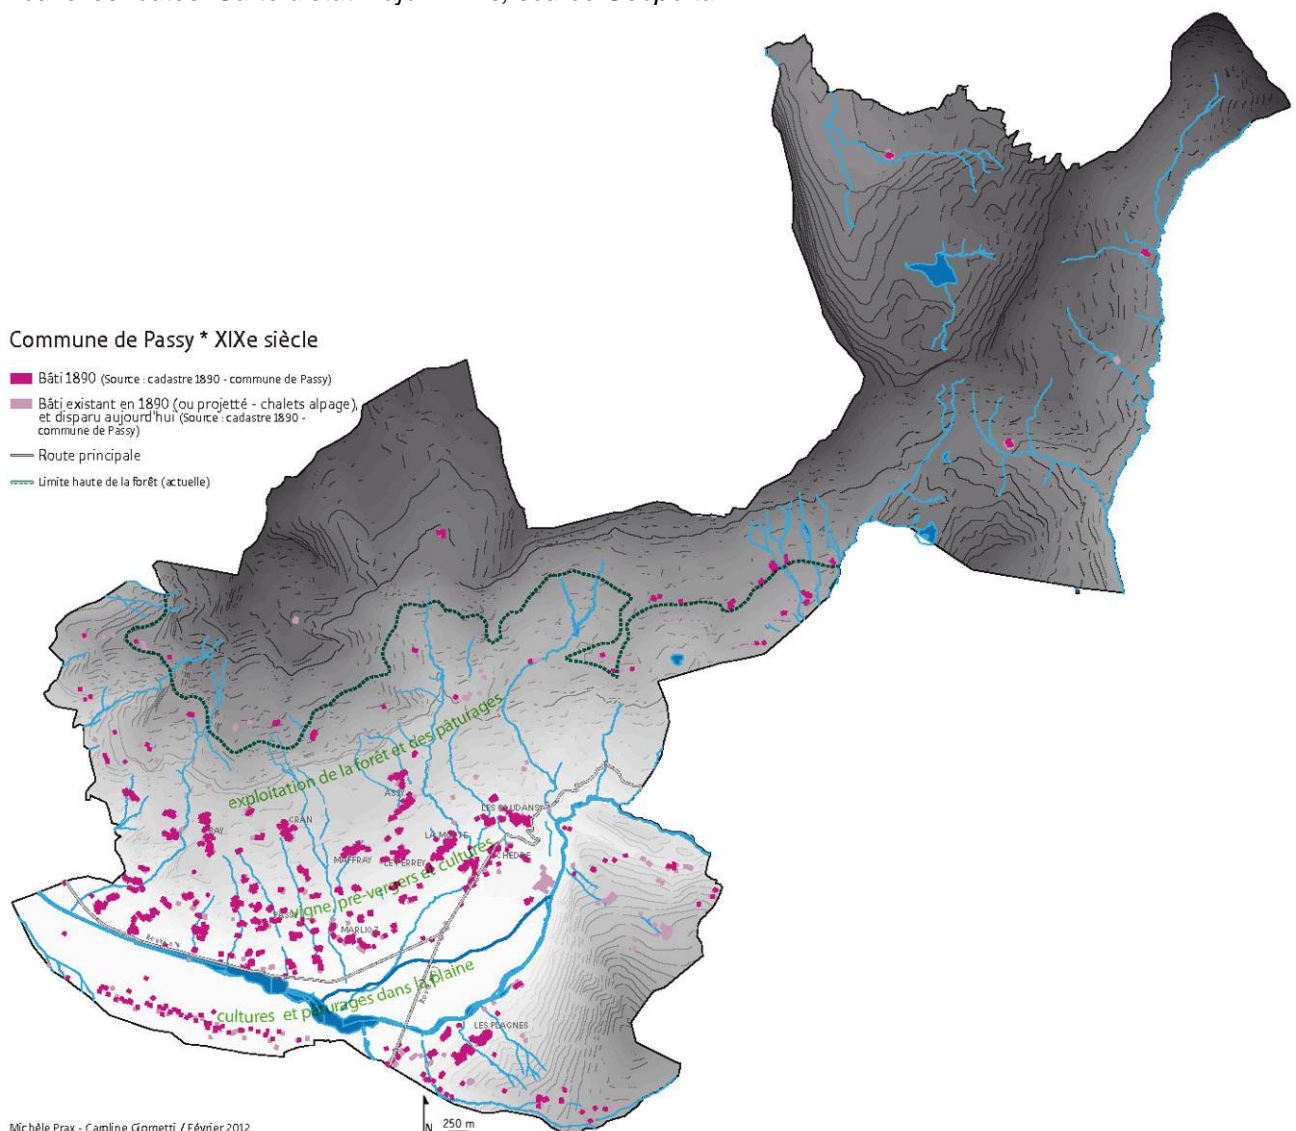 Commune de Passy * XIXe siècle
Bâti 1890 (Source : cadastre 1890 - commune de Passy)
Bâti existant en 1890 (ou projetté - chalets alpage)
et disparu aujourd'hui (Source : cadastre 1890 -
commune de Passy)
Route principale
Limite haute de la forêt (actuelle)
exploitation de la forêt et des pâturages
ASSY
LES
CRAN
BAY
LA
MAFFRAY
LE PERREY
CHEDDE
vigne, pré-vergers et cultures
MARLIOZ
cultures et pâturages dans la plaine
LES PLAGNES
N
250 m
Michèle Prax - Caroline Giometti / Février 2012